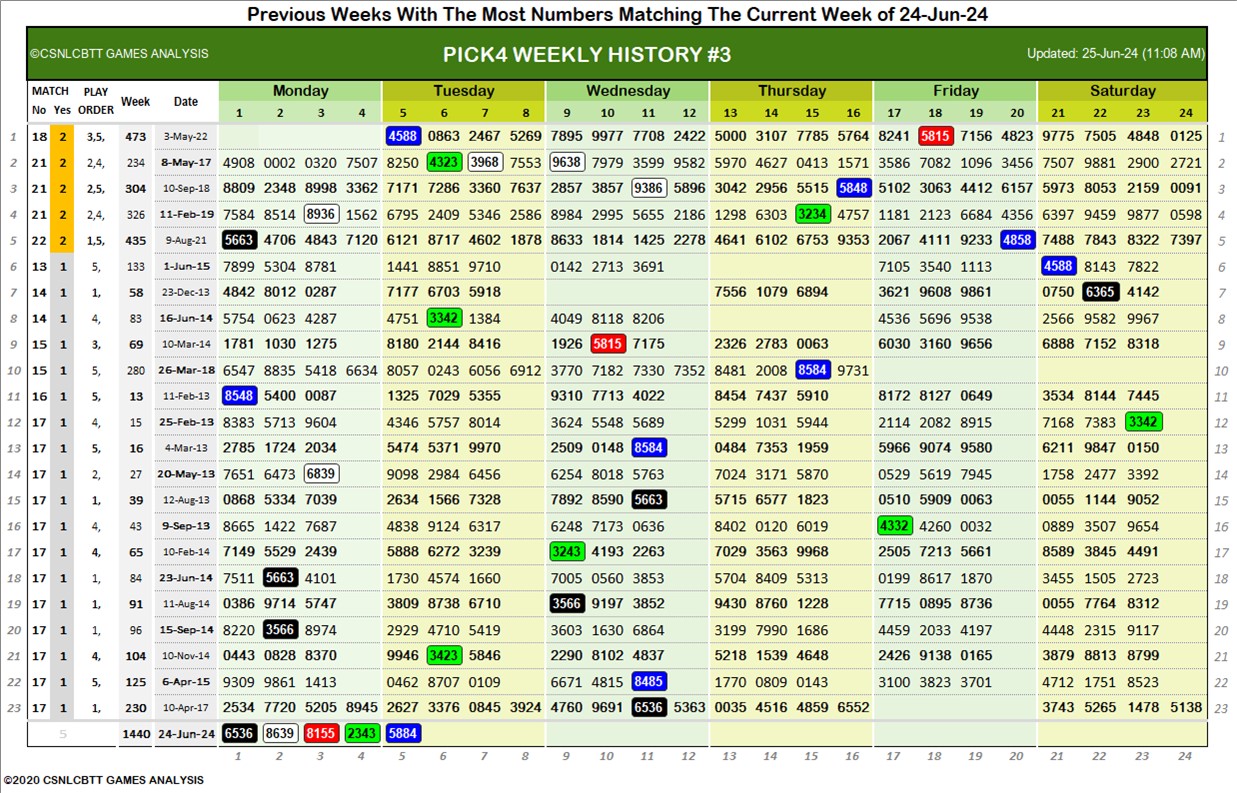 Previous Weeks With The Most Numbers Matching The Current Week of 24-Jun-24
©CSNLCBTT GAMES ANALYSIS PICK4 WEEKLY HISTORY #3 Updated: 25-Jun-24 (11:08 AM)
MATCH PLAY Week Date Monday Tuesday Wednesday Thursday Friday Saturday
No Yes ORDER 1 2 3 4 5 6 7 8 9 10 11 12 13 14 15 16 17 18 19 20 21 22 23 24
1 18 2 3,5, 473 3-May-22 4588 0863 2467 5269 7895 9977 7708 2422 5000 3107 7785 5764 8241 5815 7156 4823 9775 7505 4848 0125 1
2 21 2 2,4, 234 8-May-17 4908 0002 0320 7507 8250 4323 3968 7553 9638 7979 3599 9582 5970 4627 0413 1571 3586 7082 1096 3456 7507 9881 2900 2721 2
3 21 2 2,5, 304 10-Sep-18 8809 2348 8998 3362 7171 7286 3360 7637 2857 3857 9386 5896 3042 2956 5515 5848 5102 3063 4412 6157 5973 8053 2159 0091 3
4 21 2 2,4, 326 11-Feb-19 7584 8514 8936 1562 6795 2409 5346 2586 8984 2995 5655 2186 1298 6303 3234 4757 1181 2123 6684 4356 6397 9459 9877 0598 4
5 22 2 1,5, 435 9-Aug-21 5663 4706 4843 7120 6121 8717 4602 1878 8633 1814 1425 2278 4641 6102 6753 9353 2067 4111 9233 4858 7488 7843 8322 7397 5
6 13 1 5, 133 1-Jun-15 7899 5304 8781 1441 8851 9710 0142 2713 3691 7105 3540 1113 4588 8143 7822 6
7 14 1 1, 58 23-Dec-13 4842 8012 0287 7177 6703 5918 7556 1079 6894 3621 9608 9861 0750 6365 4142 7
8 14 1 4, 83 16-Jun-14 5754 0623 4287 4751 3342 1384 4049 8118 8206 4536 5696 9538 2566 9582 9967 8
9 15 1 3, 69 10-Mar-14 1781 1030 1275 8180 2144 8416 1926 5815 7175 2326 2783 0063 6030 3160 9656 6888 7152 8318 9
10 15 1 5, 280 26-Mar-18 6547 8835 5418 6634 8057 0243 6056 6912 3770 7182 7330 7352 8481 2008 8584 9731 10
11 16 1 5, 13 11-Feb-13 8548 5400 0087 1325 7029 5355 9310 7713 4022 8454 7437 5910 8172 8127 0649 3534 8144 7445 11
12 17 1 4, 15 25-Feb-13 8383 5713 9604 4346 5757 8014 3624 5548 5689 5299 1031 5944 2114 2082 8915 7168 7383 3342 12
13 17 1 5, 16 4-Mar-13 2785 1724 2034 5474 5371 9970 2509 0148 8584 0484 7353 1959 5966 9074 9580 6211 9847 0150 13
14 17 1 2, 27 20-May-13 7651 6473 6839 9098 2984 6456 6254 8018 5763 7024 3171 5870 0529 5619 7945 1758 2477 3392 14
15 17 1 1, 39 12-Aug-13 0868 5334 7039 2634 1566 7328 7892 8590 5663 5715 6577 1823 0510 5909 0063 0055 1144 9052 15
16 17 1 4, 43 9-Sep-13 8665 1422 7687 4838 9124 6317 6248 7173 0636 8402 0120 6019 4332 4260 0032 0889 3507 9654 16
17 17 1 4, 65 10-Feb-14 7149 5529 2439 5888 6272 3239 3243 4193 2263 7029 3563 9968 2505 7213 5661 8589 3845 4491 17
18 17 1 1, 84 23-Jun-14 7511 5663 4101 1730 4574 1660 7005 0560 3853 5704 8409 5313 0199 8617 1870 3455 1505 2723 18
19 17 1 1, 91 11-Aug-14 0386 9714 5747 3809 8738 6710 3566 9197 3852 9430 8760 1228 7715 0895 8736 0055 7764 8312 19
20 17 1 1, 96 15-Sep-14 8220 3566 8974 2929 4710 5419 3603 1630 6864 3199 7990 1686 4459 2033 4197 4448 2315 9117 20
21 17 1 4, 104 10-Nov-14 0443 0828 8370 9946 3423 5846 2290 8102 4837 5218 1539 4648 2426 9138 0165 3879 8813 8799 21
22 17 1 5, 125 6-Apr-15 9309 9861 1413 0462 8707 0109 6671 4815 8485 1770 0809 0143 3100 3823 3701 4712 1751 8523 22
23 17 1 1, 230 10-Apr-17 2534 7720 5205 8945 2627 3376 0845 3924 4760 9691 6536 5363 0035 4516 4859 6552 3743 5265 1478 5138 23
5 1440 24-Jun-24 6536 8639 8155 2343 5884
1 2 3 4 5 6 7 8 9 10 11 12 13 14 15 16 17 18 19 20 21 22 23 24
©2020 CSNLCBTT GAMES ANALYSIS